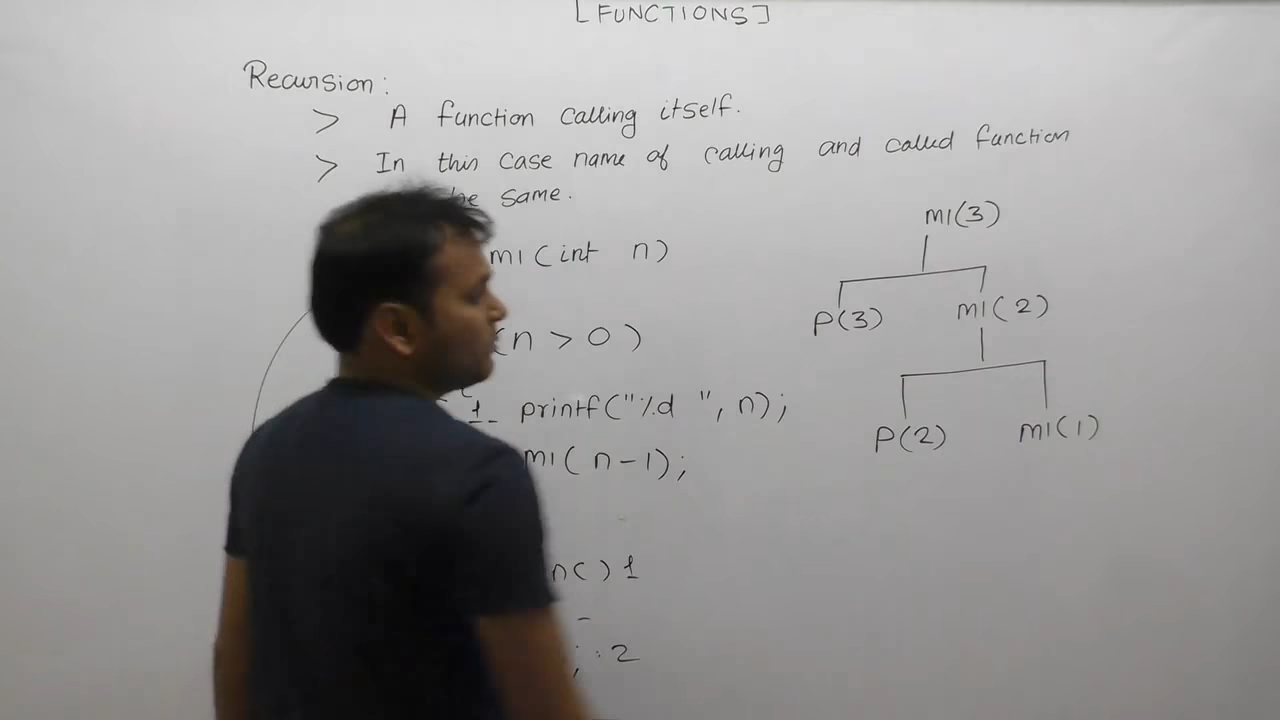 [FUNCTIONS]
Recursion:
> A function calling itself.
> In this case name of calling and called function
be same.
m1(int n)
(n > 0)
1- printf("%d ", n);
m1(n-1);
n() 1
; : 2
m1(3)
P(3) m1(2)
P(2) m1(1)